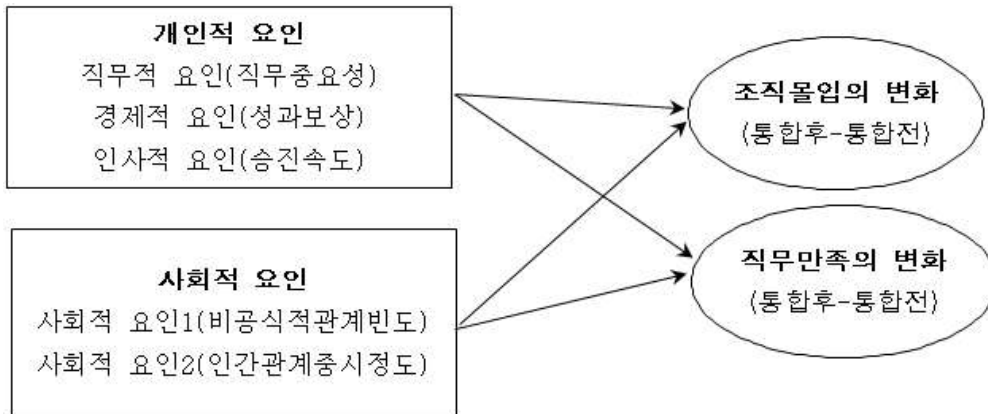 개인적 요인
직무적 요인(직무중요성)
경제적 요인(성과보상)
인사적 요인(승진속도)
조직몰입의 변화
(통합후-통합전)
사회적 요인
사회적 요인1(비공식적관계빈도)
사회적 요인2(인간관계중시정도)
직무만족의 변화
(통합후-통합전)